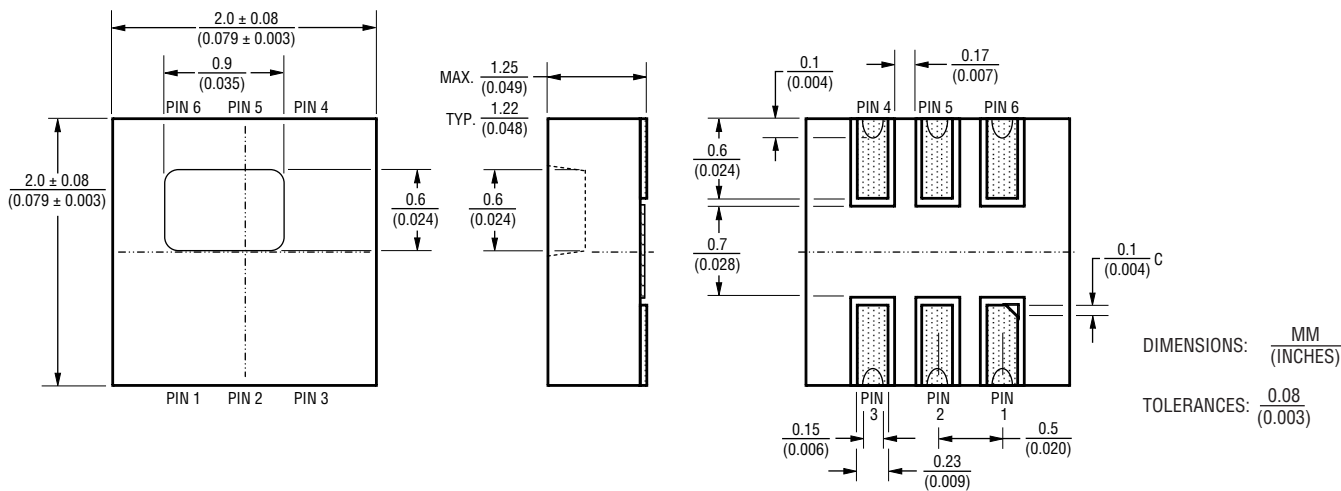 2.0 ± 0.08
(0.079 ± 0.003)
0.9
(0.035)
PIN 6 PIN 5 PIN 4
2.0 ± 0.08
(0.079 ± 0.003)
0.6
(0.024)
PIN 1 PIN 2 PIN 3
MAX. 1.25
(0.049)
TYP. 1.22
(0.048)
0.6
(0.024)
0.1
(0.004)
0.17
(0.007)
PIN 4 PIN 5 PIN 6
0.6
(0.024)
0.7
(0.028)
0.1
(0.004) C
PIN
3
PIN
2
PIN
1
0.15
(0.006)
0.5
(0.020)
0.23
(0.009)
DIMENSIONS: MM
(INCHES)
TOLERANCES: 0.08
(0.003)